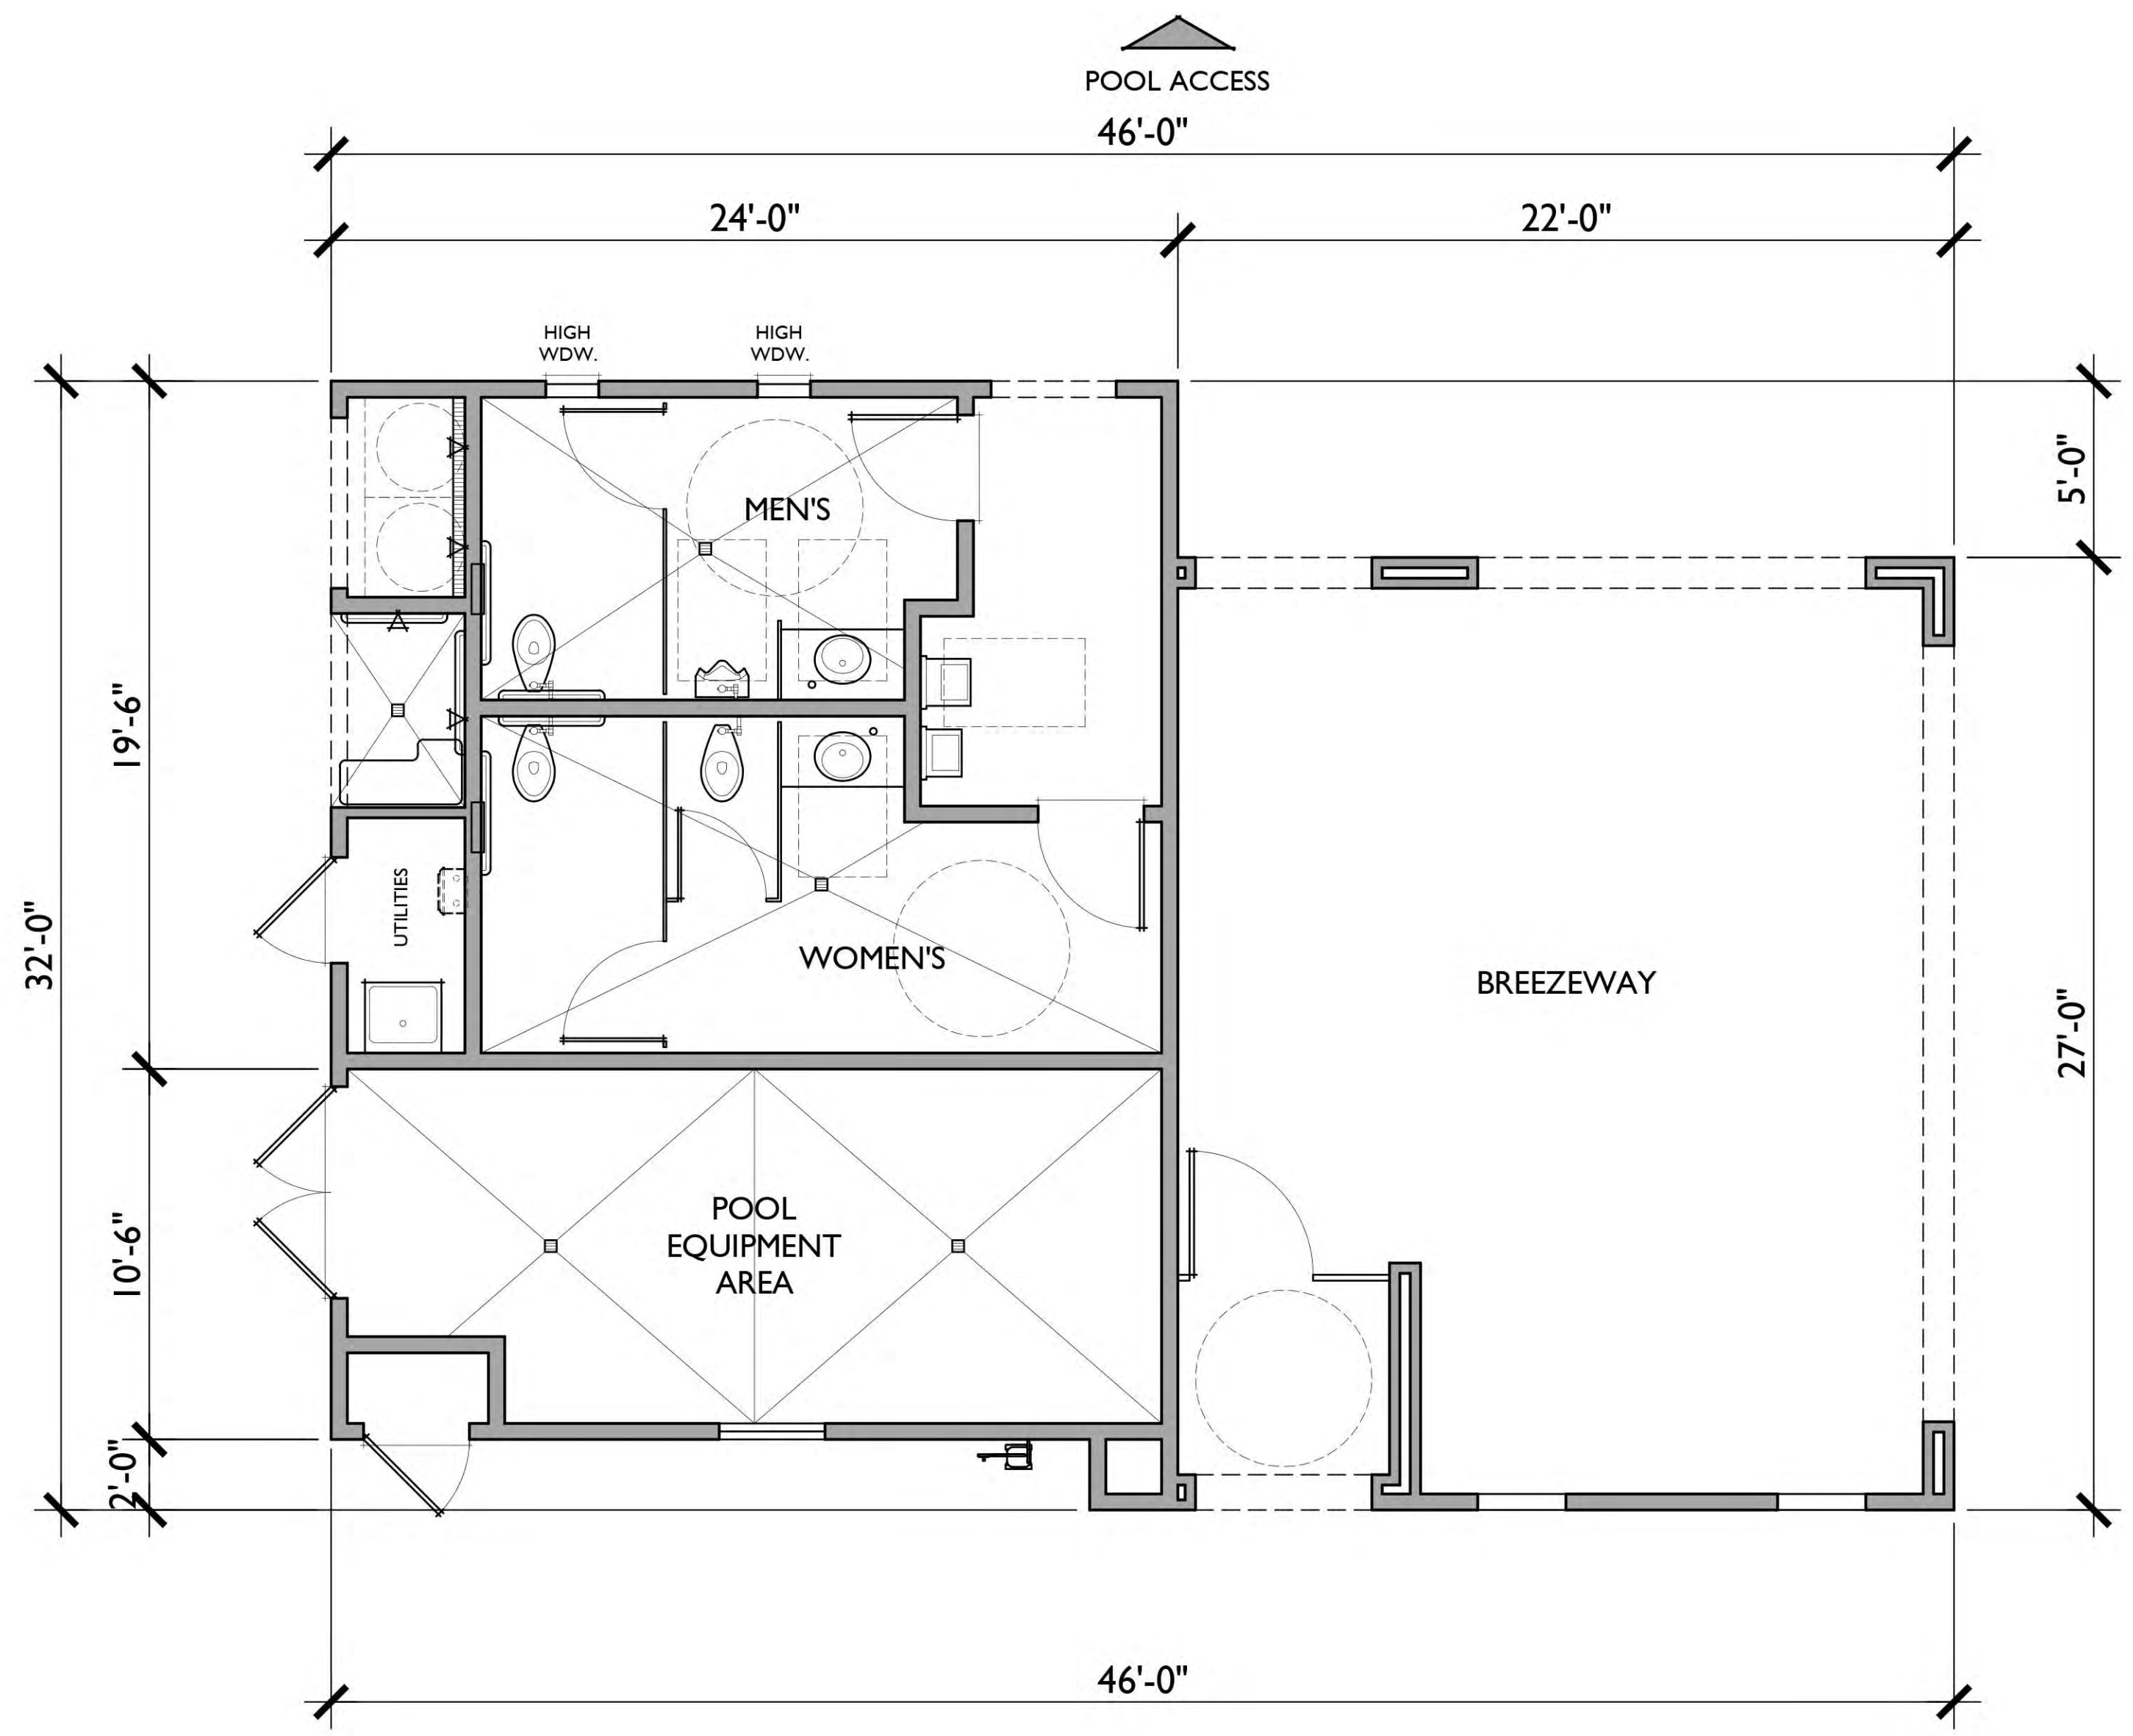 POOL ACCESS
46'-0"
24'-0"
22'-0"
HIGH
WDW.
HIGH
WDW.
5'-0"
MEN'S
19'-6"
UTILITIES
32'-0"
WOMEN'S
BREEZEWAY
27'-0"
POOL
EQUIPMENT
AREA
10'-6"
2'-0"
46'-0"